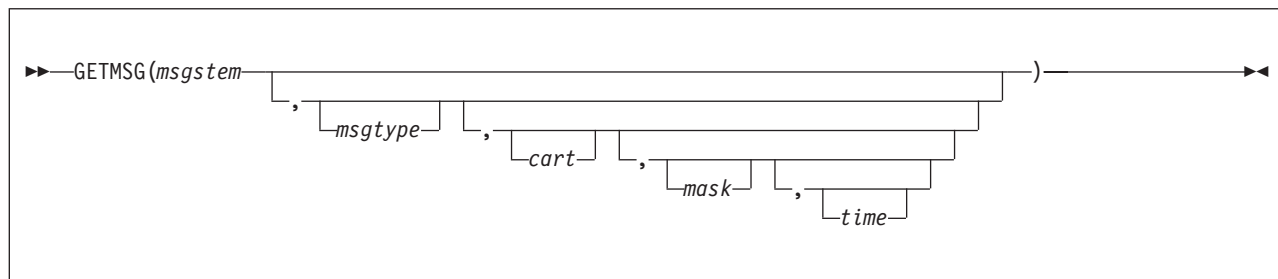 ►►──GETMSG(msgstem ─)── ►◄
, msgtype
, cart
, mask
, time